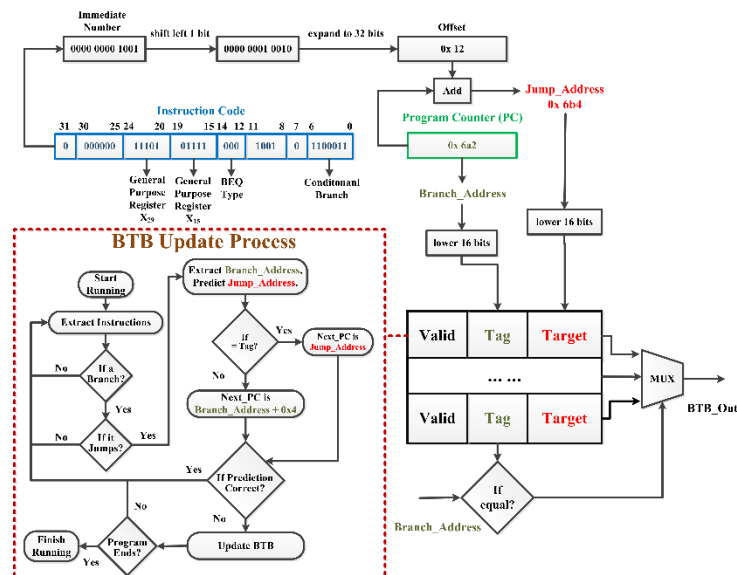 Immediate
Number
shift left 1 bit
expand to 32 bits
Offset
0000 0000 1001
0000 0001 0010
0x 12
Add
Jump_Address
0x 6b4
Instruction Code
Program Counter (PC)
31 30 25 24 20 19 15 14 12 11 8 7 6 0
0 000000 11101 01111 000 1001 0 1100011
0x 6a2
General
Purpose
Register
X29
General
Purpose
Register
X15
BEQ
Type
Conditonanl
Branch
Branch_Address
lower 16 bits
lower 16 bits
BTB Update Process
Start
Running
Extract Instructions
If a
Branch?
No
Yes
If it
Jumps?
No
Yes
Extract Branch_Address,
Predict Jump_Address.
If
= Tag?
Yes
Next_PC is
Jump_Address
No
Next_PC is
Branch_Address + 0x4
If Prediction
Correct?
Yes
No
Update BTB
Program
Ends?
No
Yes
Finish
Running
Valid Tag Target
... ...
Valid Tag Target
MUX
BTB_Out
If
equal?
Branch_Address